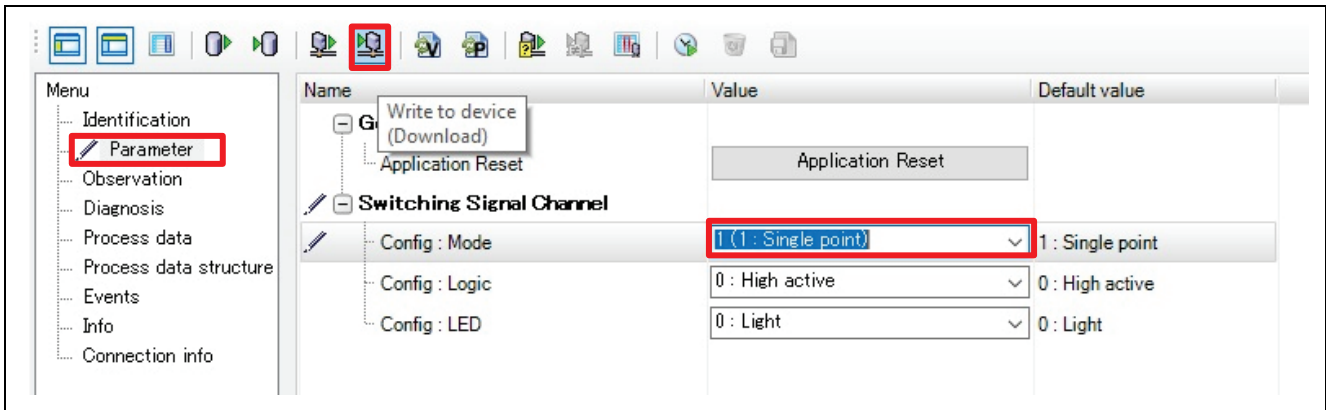 Menu
Identification
Parameter
Observation
Diagnosis
Process data
Process data structure
Events
Info
Connection info
Name Value Default value
Write to device
(Download)
Application Reset Application Reset
Switching Signal Channel
Config : Mode 1 (1 : Single point) 1 : Single point
Config : Logic 0 : High active 0 : High active
Config : LED 0 : Light 0 : Light